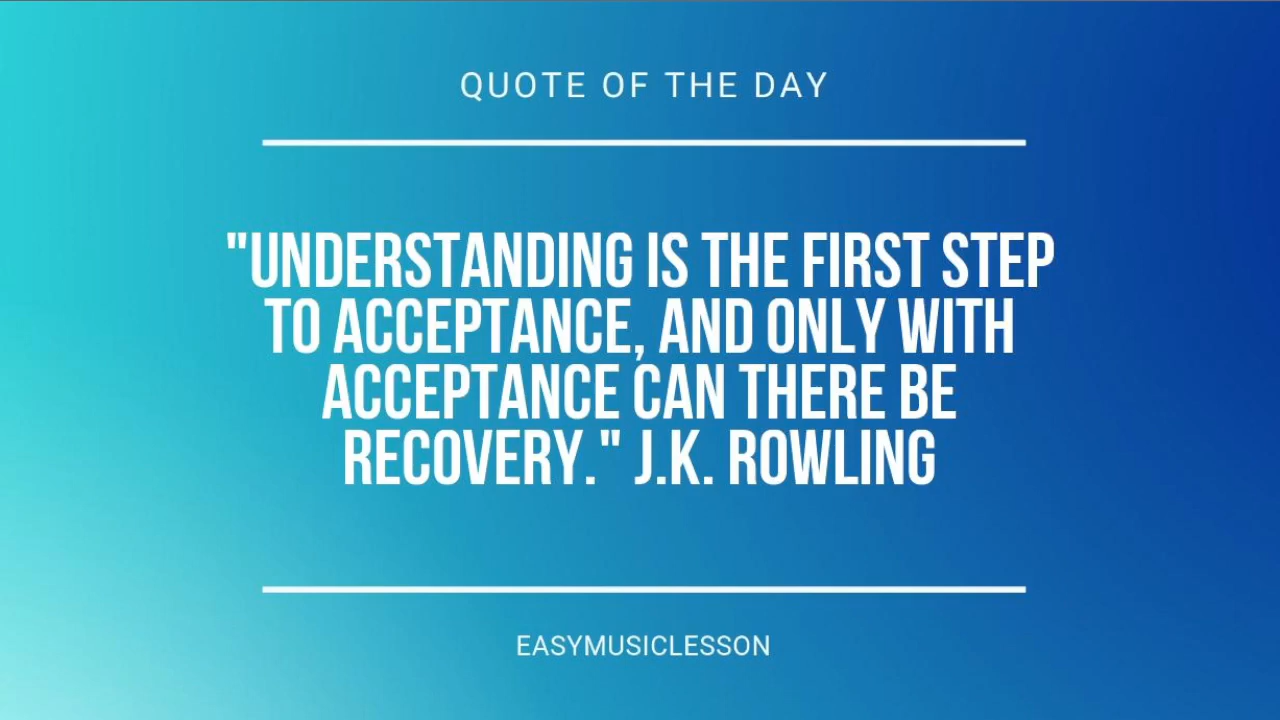 QUOTE OF THE DAY
"UNDERSTANDING IS THE FIRST STEP
TO ACCEPTANCE, AND ONLY WITH
ACCEPTANCE CAN THERE BE
RECOVERY." J.K. ROWLING
EASYMUSICLESSON